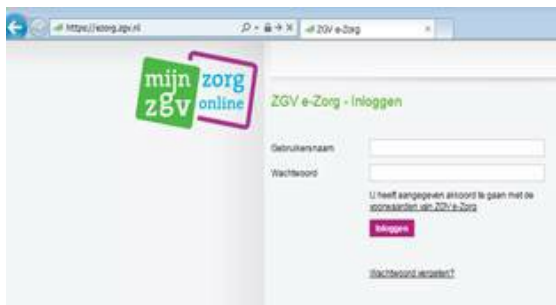 https://ezorg.zgv.nl
ZGV e-Zorg
mijn zorg
zgv online
ZGV e-Zorg - Inloggen
Gebruikersnaam
Wachtwoord
U heeft aangegeven akkoord te gaan met de
voorwaarden van ZGV e-Zorg
Inloggen
Wachtwoord vergeten?